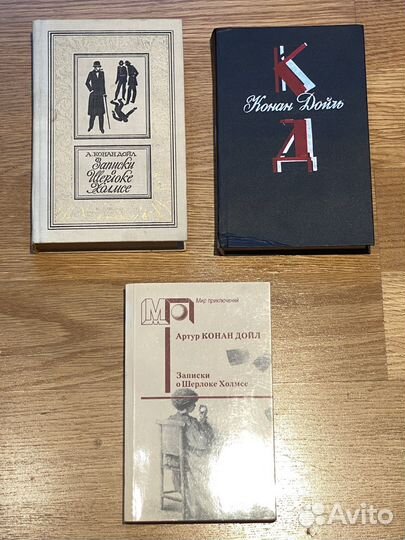 А. КОНАН ДОЙЛ
Записки
о
Шерлоке
Холмсе
К
Конан Дойль
Д
МП
Мир приключений
Артур КОНАН ДОЙЛ
Записки
о Шерлоке Холмсе
Avito